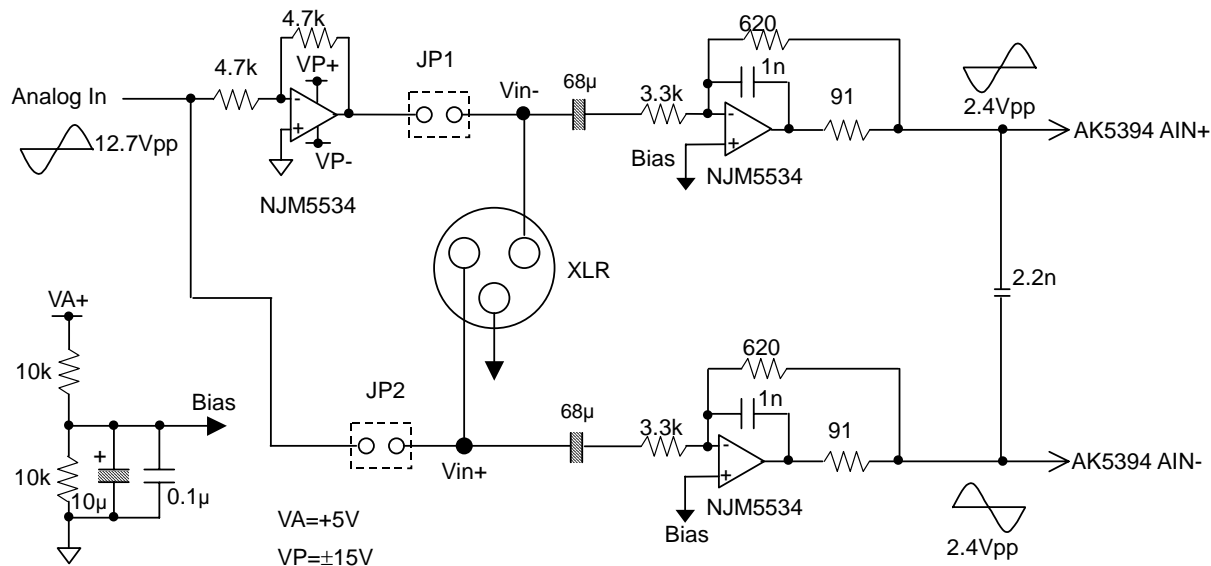 4.7k
620
VP+
JP1
1n
4.7k
68µ
Vin-
3.3k
91
2.4Vpp
Analog In
-
+
-
+
AK5394 AIN+
12.7Vpp
VP-
Bias
NJM5534
NJM5534
XLR
VA+
2.2n
10k
620
JP2
Bias
1n
68µ
3.3k
91
+
-
+
AK5394 AIN-
10k
10µ
0.1µ
Vin+
NJM5534
VA=+5V
Bias
2.4Vpp
VP=±15V